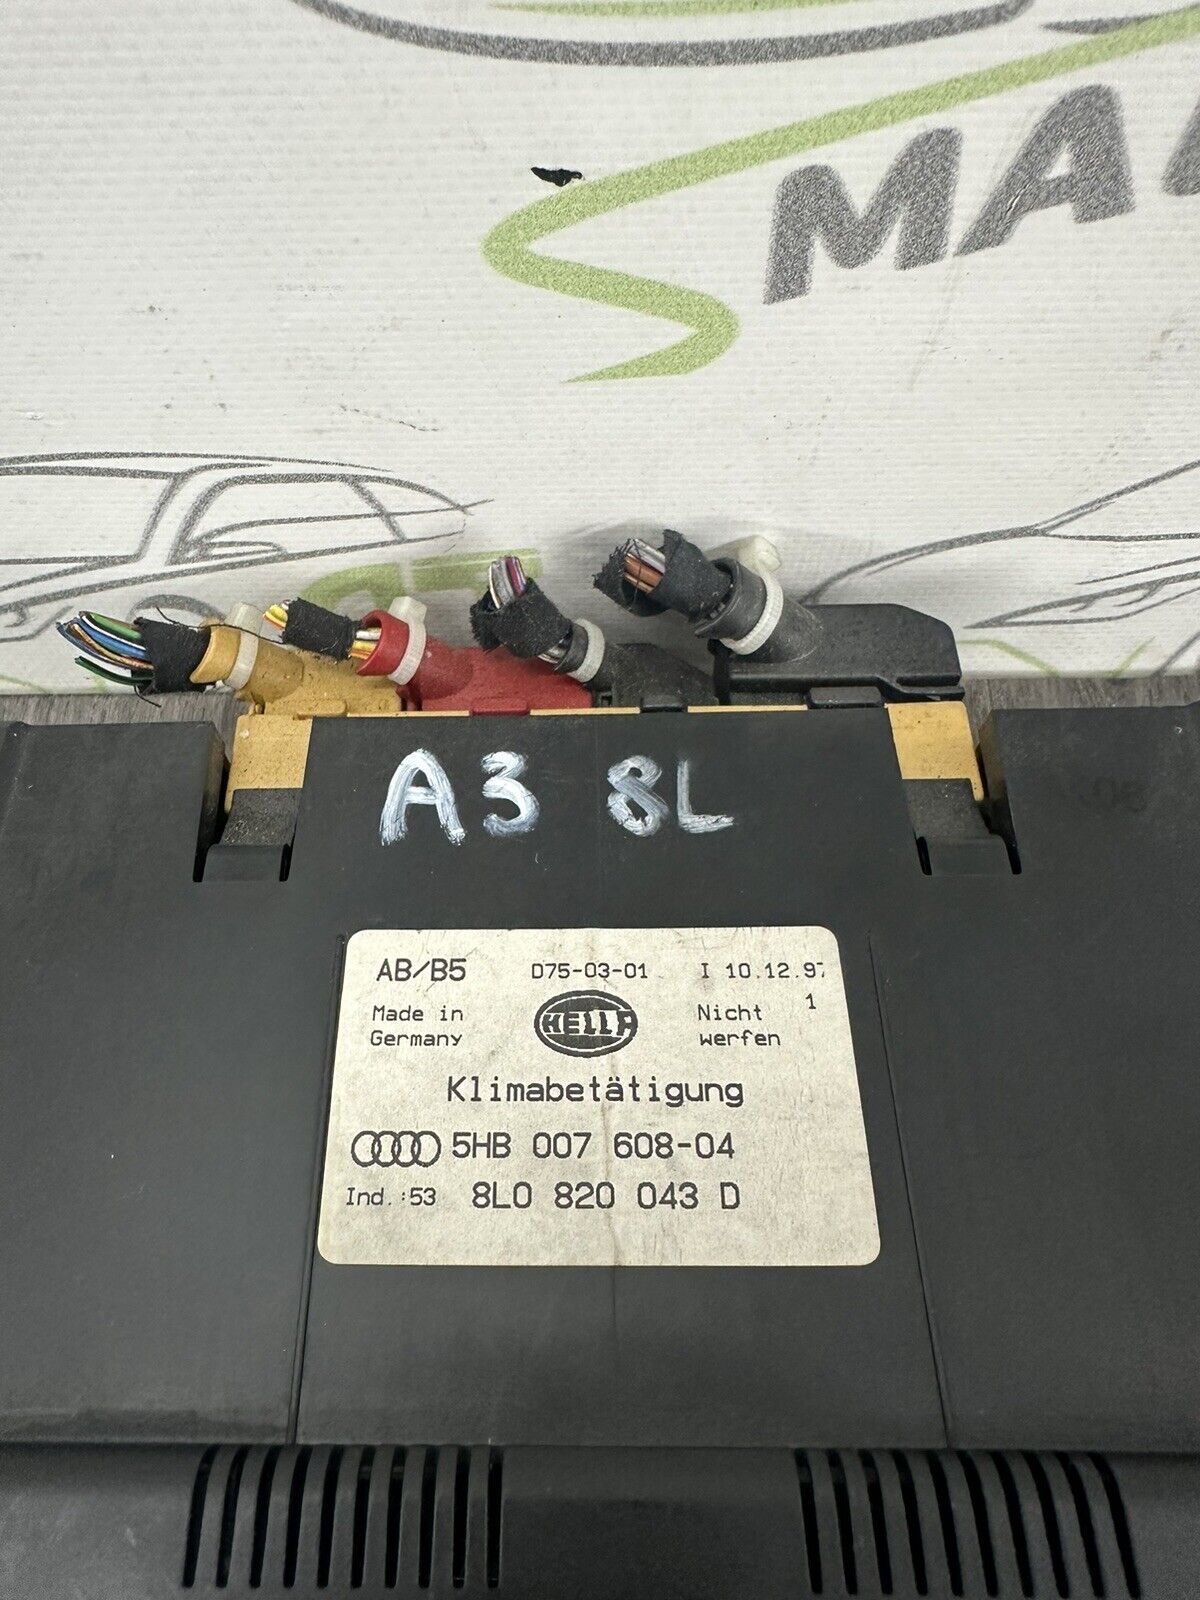 A3 8L
AB/B5 D75-03-01 I 10.12.97
Made in Germany HELLA Nicht werfen 1
Klimabetätigung
5HB 007 608-04
Ind.:53 8L0 820 043 D